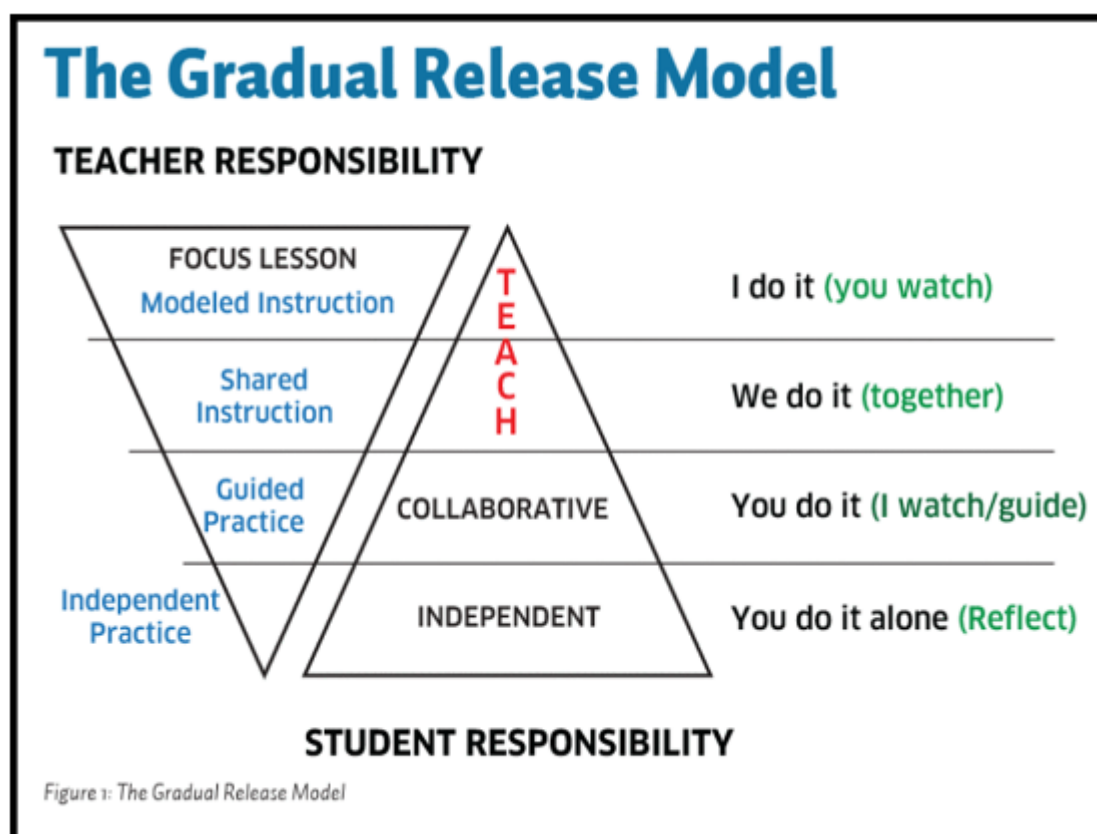 The Gradual Release Model
TEACHER RESPONSIBILITY
FOCUS LESSON
Modeled Instruction
TEACH
I do it (you watch)
Shared
Instruction
We do it (together)
Guided
Practice
COLLABORATIVE
You do it (I watch/guide)
Independent
Practice
INDEPENDENT
You do it alone (Reflect)
STUDENT RESPONSIBILITY
Figure 1: The Gradual Release Model